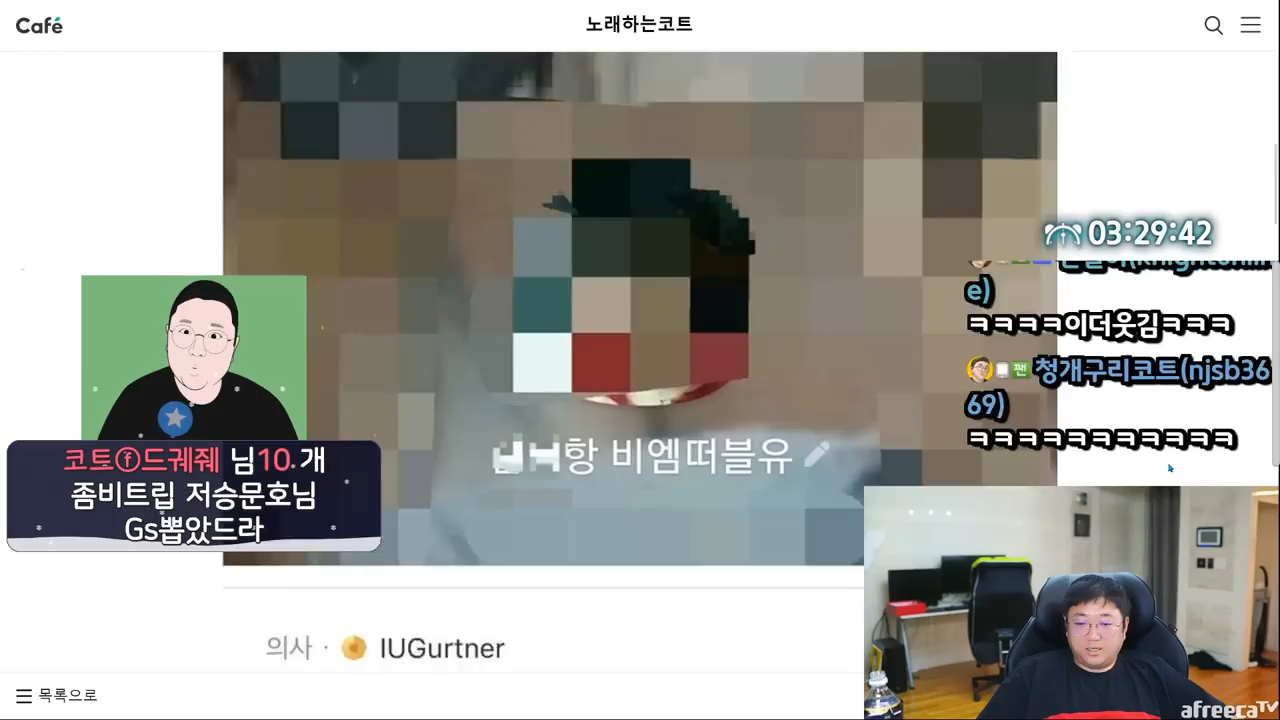 Café
노래하는코트
03:29:42
e)
ㅋㅋㅋㅋ이더웃김ㅋㅋㅋ
팬 청개구리코트(njsb36
69)
ㅋㅋㅋㅋㅋㅋㅋㅋㅋㅋㅋ
코트ⓕ드궤줴 님10 개
좀비트립 저승문호님
Gs뽑았드라
항 비엠떠블유
의사 · IUGurtner
목록으로
afreecaTV